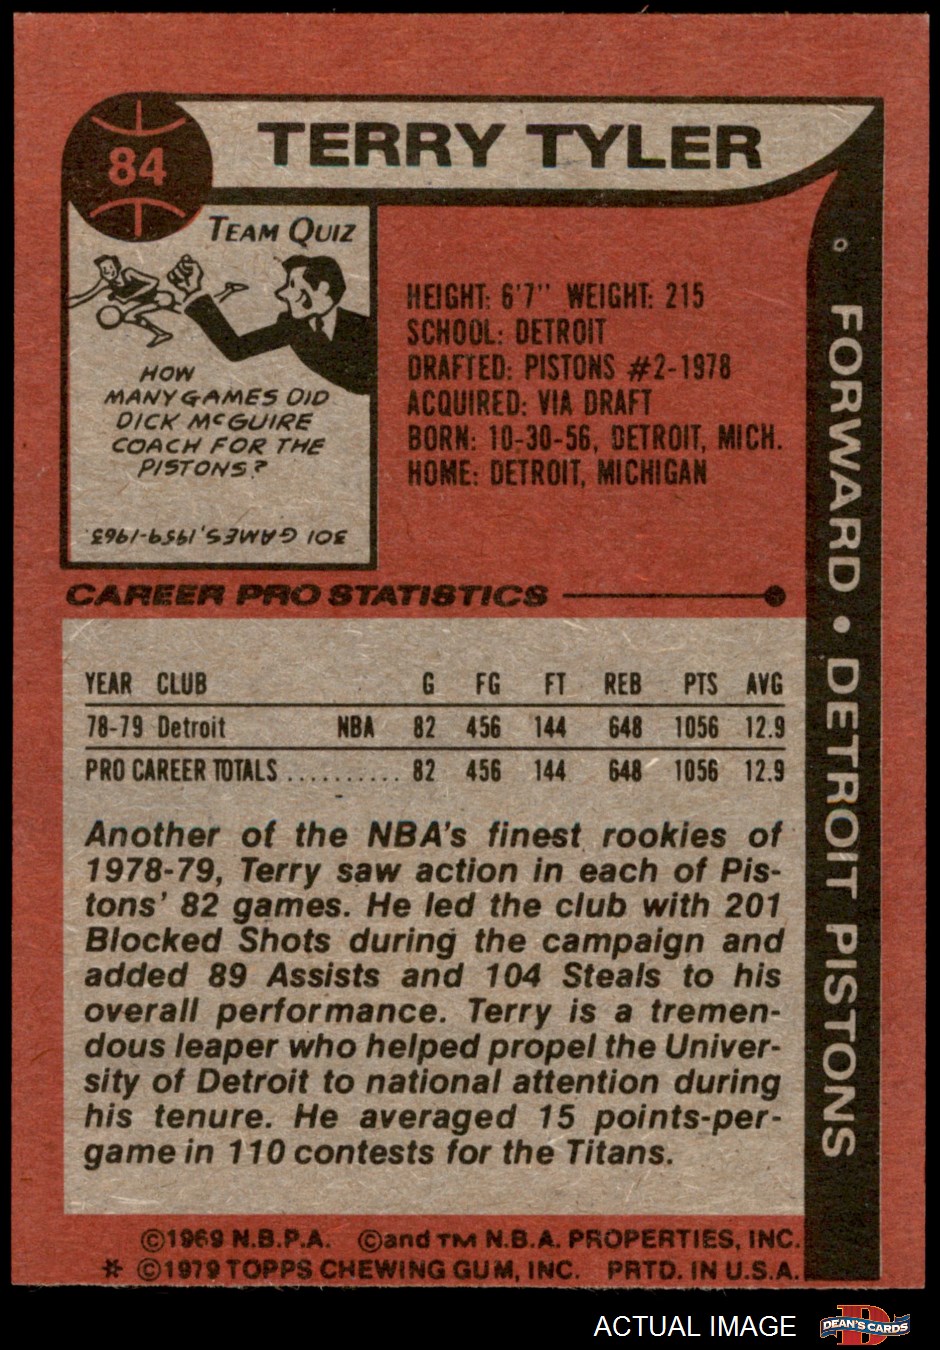 84
TERRY TYLER
TEAM QUIZ
HOW
MANY GAMES DID
DICK McGUIRE
COACH FOR THE
PISTONS?
301 GAMES, 1959-1963
HEIGHT: 6'7" WEIGHT: 215
SCHOOL: DETROIT
DRAFTED: PISTONS #2-1978
ACQUIRED: VIA DRAFT
BORN: 10-30-56, DETROIT, MICH.
HOME: DETROIT, MICHIGAN
FORWARD • DETROIT PISTONS
CAREER PRO STATISTICS
YEAR CLUB G FG FT REB PTS AVG
78-79 Detroit NBA 82 456 144 648 1056 12.9
PRO CAREER TOTALS .......... 82 456 144 648 1056 12.9
Another of the NBA's finest rookies of
1978-79, Terry saw action in each of Pis-
tons' 82 games. He led the club with 201
Blocked Shots during the campaign and
added 89 Assists and 104 Steals to his
overall performance. Terry is a tremen-
dous leaper who helped propel the Univer-
sity of Detroit to national attention during
his tenure. He averaged 15 points-per-
game in 110 contests for the Titans.
©1969 N.B.P.A. ©and TM N.B.A. PROPERTIES, INC.
* ©1979 TOPPS CHEWING GUM, INC. PRTD. IN U.S.A.
ACTUAL IMAGE
D
DEAN'S CARDS